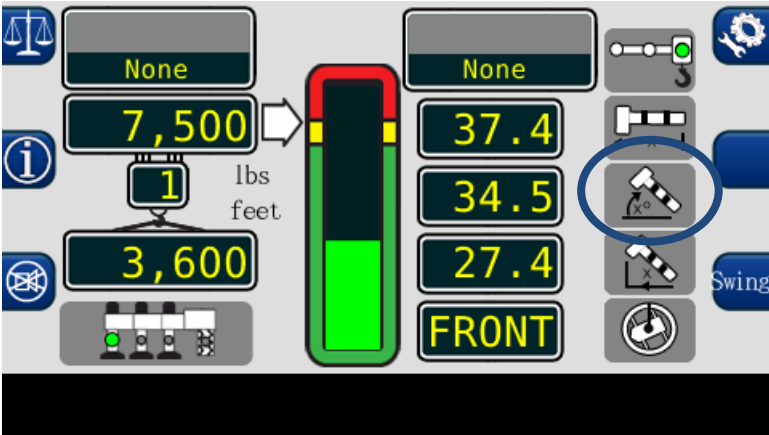 None
None
7,500
37.4
x
1
lbs
feet
34.5
x°
3,600
27.4
x
Swing
FRONT